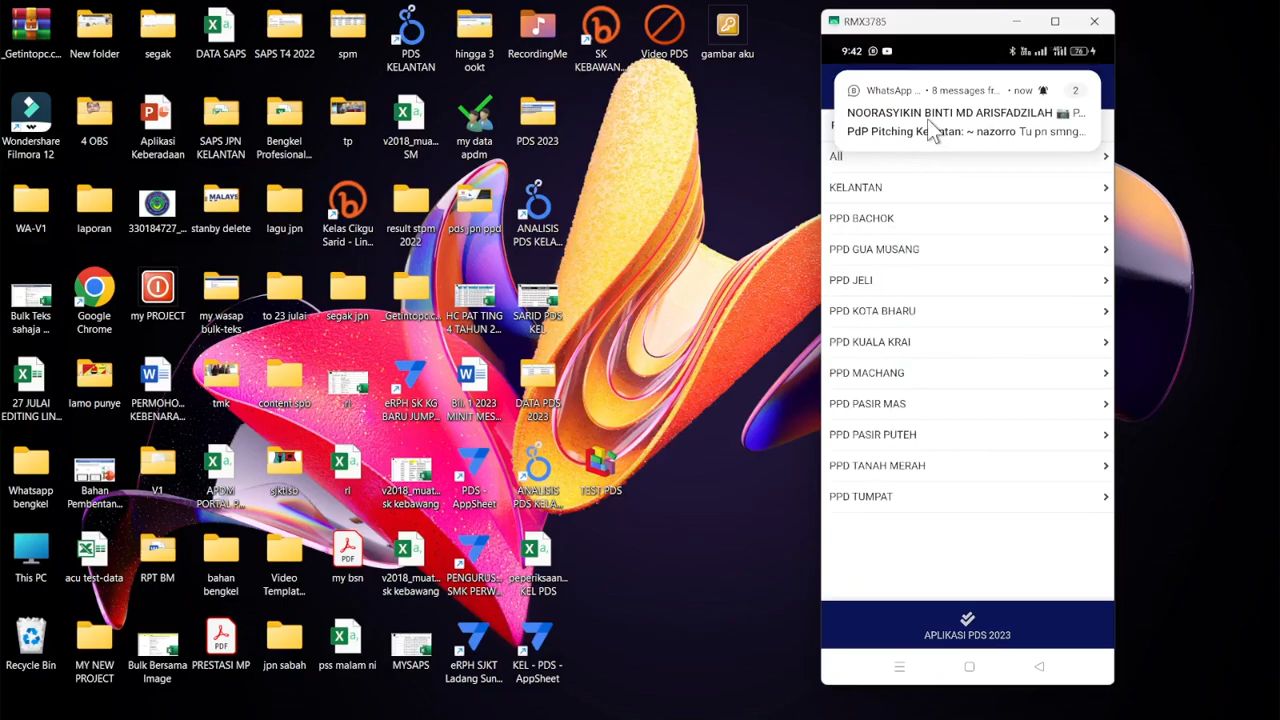 _Getintopc.c...
New folder
segak
DATA SAPS
SAPS T4 2022
spm
PDS
KELANTAN
hingga 3
ookt
RecordingMe
SK
KEBAWAN...
Video PDS
gambar aku
Wondershare
Filmora 12
4 OBS
Aplikasi
Keberadaan
SAPS JPN
kelantan
Bengkel
Profesional...
tp
v2018_mua...
SM
my data
apdm
PDS 2023
WA-V1
laporan
330184727_...
stanby delete
lagu jpn
Kelas Cikgu
Sarid - Lin...
result stpm
2022
pds jpn ppd
ANALISIS
PDS KELA...
Bulk Teks
sahaja ...
Google
Chrome
my PROJECT
my wasap
bulk-teks
to 23 julai
segak jpn
_Getintopc.c...
HC PAT TING
4 TAHUN 2...
SARID PDS
KEL
27 JULAI
EDITING LIN...
lamo punye
PERMOHO...
KEBENARA...
tmk
content spb
rl
eRPH SK KG
BARU JUMP...
Bil. 1 2023
MINIT MES...
DATA PDS
2023
Whatsapp
bengkel
Bahan
Pembentan...
V1
APDM
PORTAL P...
sjktlsb
rl
v2018_muat...
sk kebawang
PDS -
AppSheet
ANALISIS
PDS KELA...
TEST PDS
This PC
acu test-data
RPT BM
bahan
bengkel
Video
Templat...
my bsn
v2018_muat...
sk kebawang
PENGURUS...
SMK PERW...
peperiksaan...
KEL PDS
Recycle Bin
MY NEW
PROJECT
Bulk Bersama
Image
PRESTASI MP
jpn sabah
pss malam ni
MYSAPS
eRPH SJKT
Ladang Sun...
KEL - PDS -
AppSheet
RMX3785
9:42
76
WhatsApp ... • 8 messages fr... • now
2
NOORASYIKIN BINTI MD ARISFADZILAH 📷 P...
PdP Pitching Kelantan: ~ nazorro Tu pn smng...
All
KELANTAN
PPD BACHOK
PPD GUA MUSANG
PPD JELI
PPD KOTA BHARU
PPD KUALA KRAI
PPD MACHANG
PPD PASIR MAS
PPD PASIR PUTEH
PPD TANAH MERAH
PPD TUMPAT
APLIKASI PDS 2023